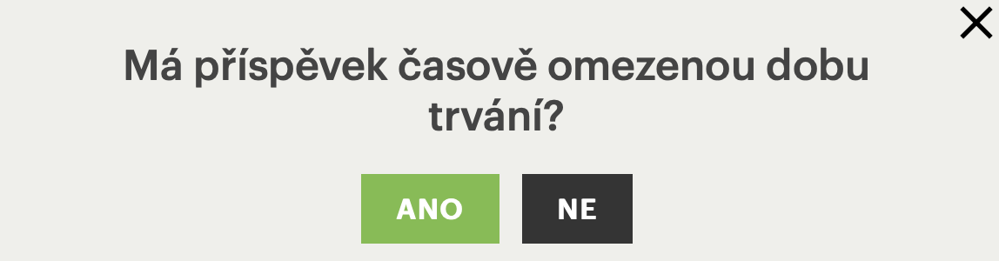 Má příspěvek časově omezenou dobu
trvání?
ANO
NE